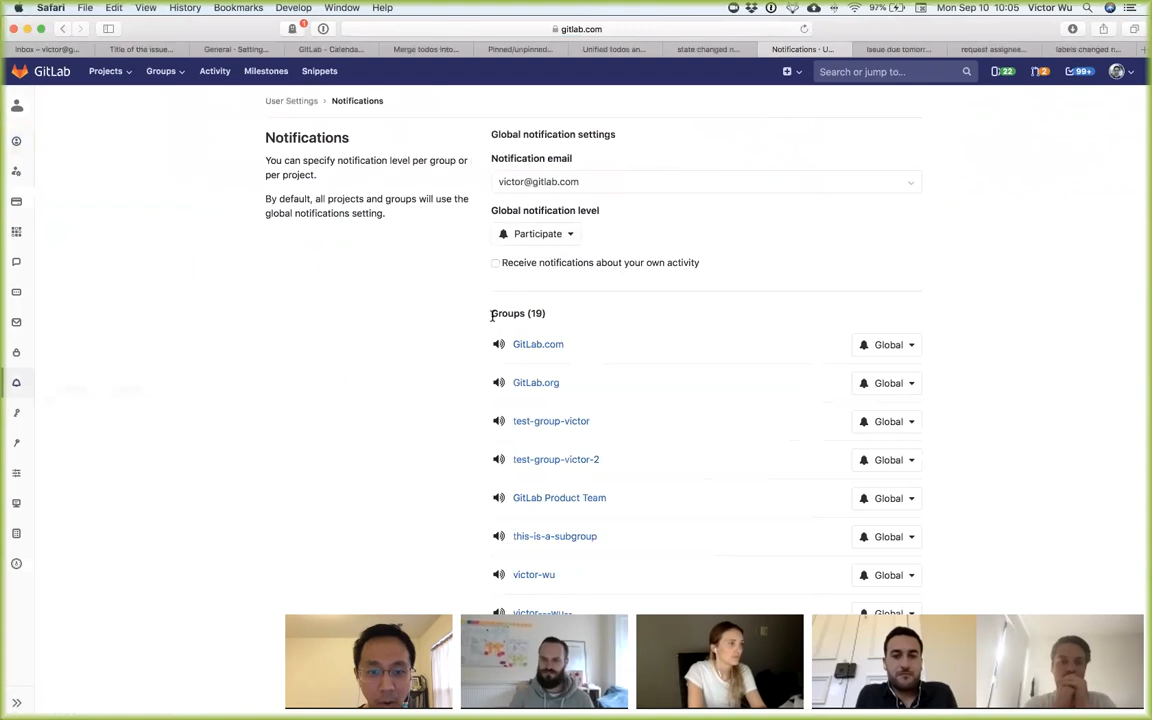 Safari File Edit View History Bookmarks Develop Window Help 97% Mon Sep 10 10:05 Victor Wu
gitlab.com
Inbox – victor@g... Title of the issue... General · Setting... GitLab - Calenda... Merge todos into... Pinned/unpinned... Unified todos an... state changed n... Notifications · U... Issue due tomorr... request assignee... labels changed n...
GitLab Projects Groups Activity Milestones Snippets Search or jump to... 22 2 99+
User Settings › Notifications
Notifications
You can specify notification level per group or
per project.
By default, all projects and groups will use the
global notifications setting.
Global notification settings
Notification email
victor@gitlab.com
Global notification level
Participate
Receive notifications about your own activity
Groups (19)
GitLab.com Global
GitLab.org Global
test-group-victor Global
test-group-victor-2 Global
GitLab Product Team Global
this-is-a-subgroup Global
victor-wu Global
Global